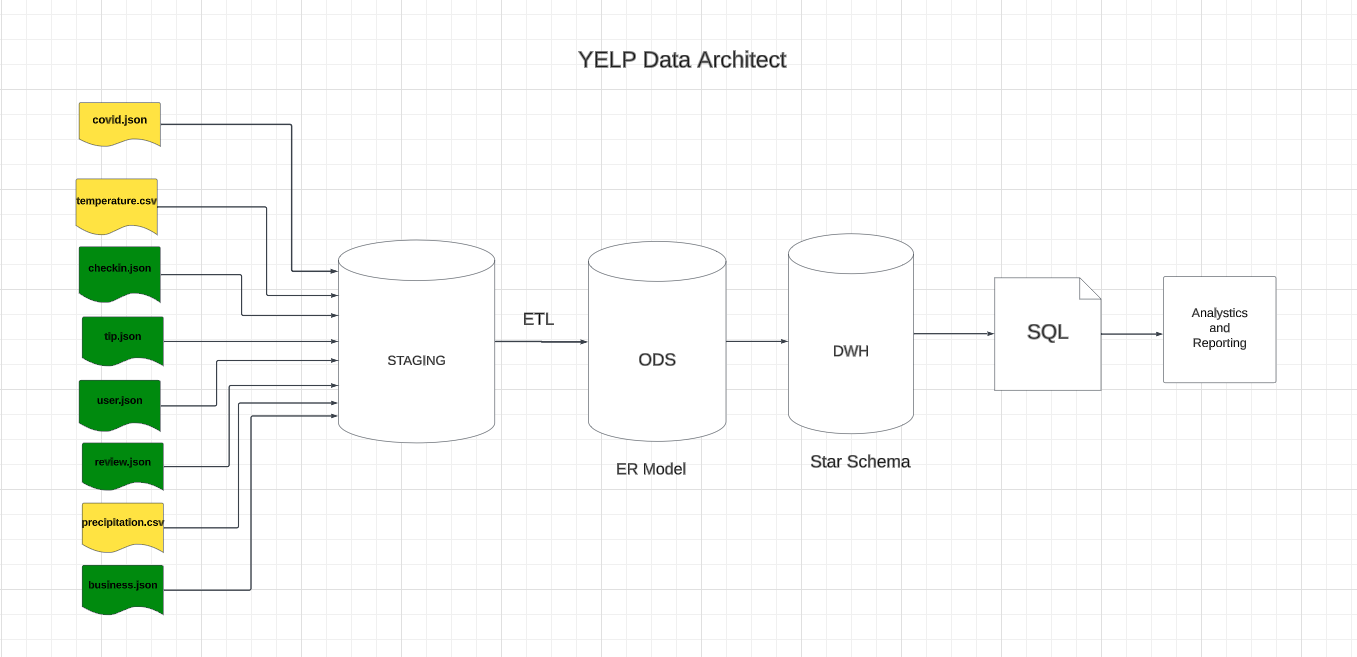 YELP Data Architect
covid.json
temperature.csv
checkin.json
tip.json
user.json
review.json
precipitation.csv
business.json
STAGING
ETL
ODS
ER Model
DWH
Star Schema
SQL
Analystics
and
Reporting